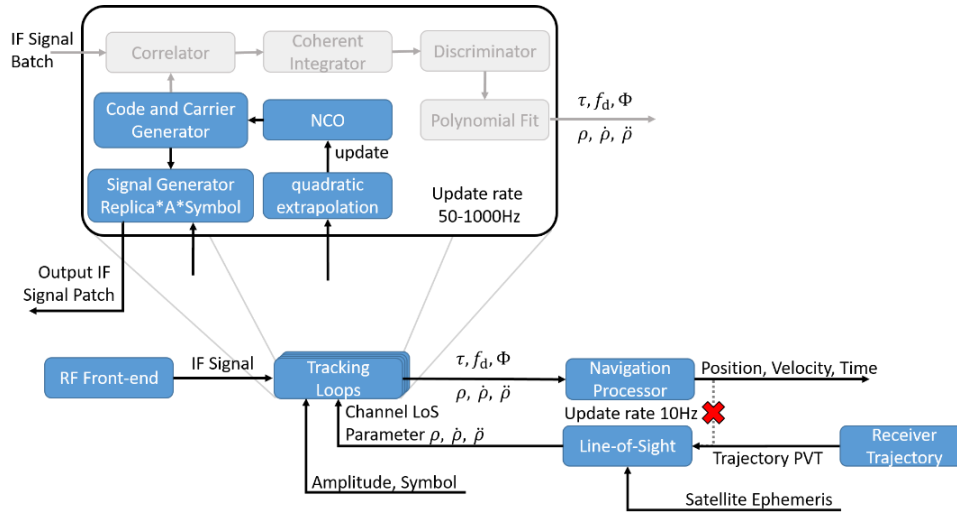 IF Signal
Batch
Correlator
Coherent
Integrator
Discriminator
Code and Carrier
Generator
NCO
Polynomial Fit
τ, f_d, Φ
ρ, ρ̇, ρ̈
update
Signal Generator
Replica*A*Symbol
quadratic
extrapolation
Update rate
50-1000Hz
Output IF
Signal Patch
RF Front-end
IF Signal
Tracking
Loops
τ, f_d, Φ
ρ, ρ̇, ρ̈
Navigation
Processor
Position, Velocity, Time
Channel LoS
Parameter ρ, ρ̇, ρ̈
Update rate 10Hz
Line-of-Sight
Trajectory PVT
Receiver
Trajectory
Amplitude, Symbol
Satellite Ephemeris